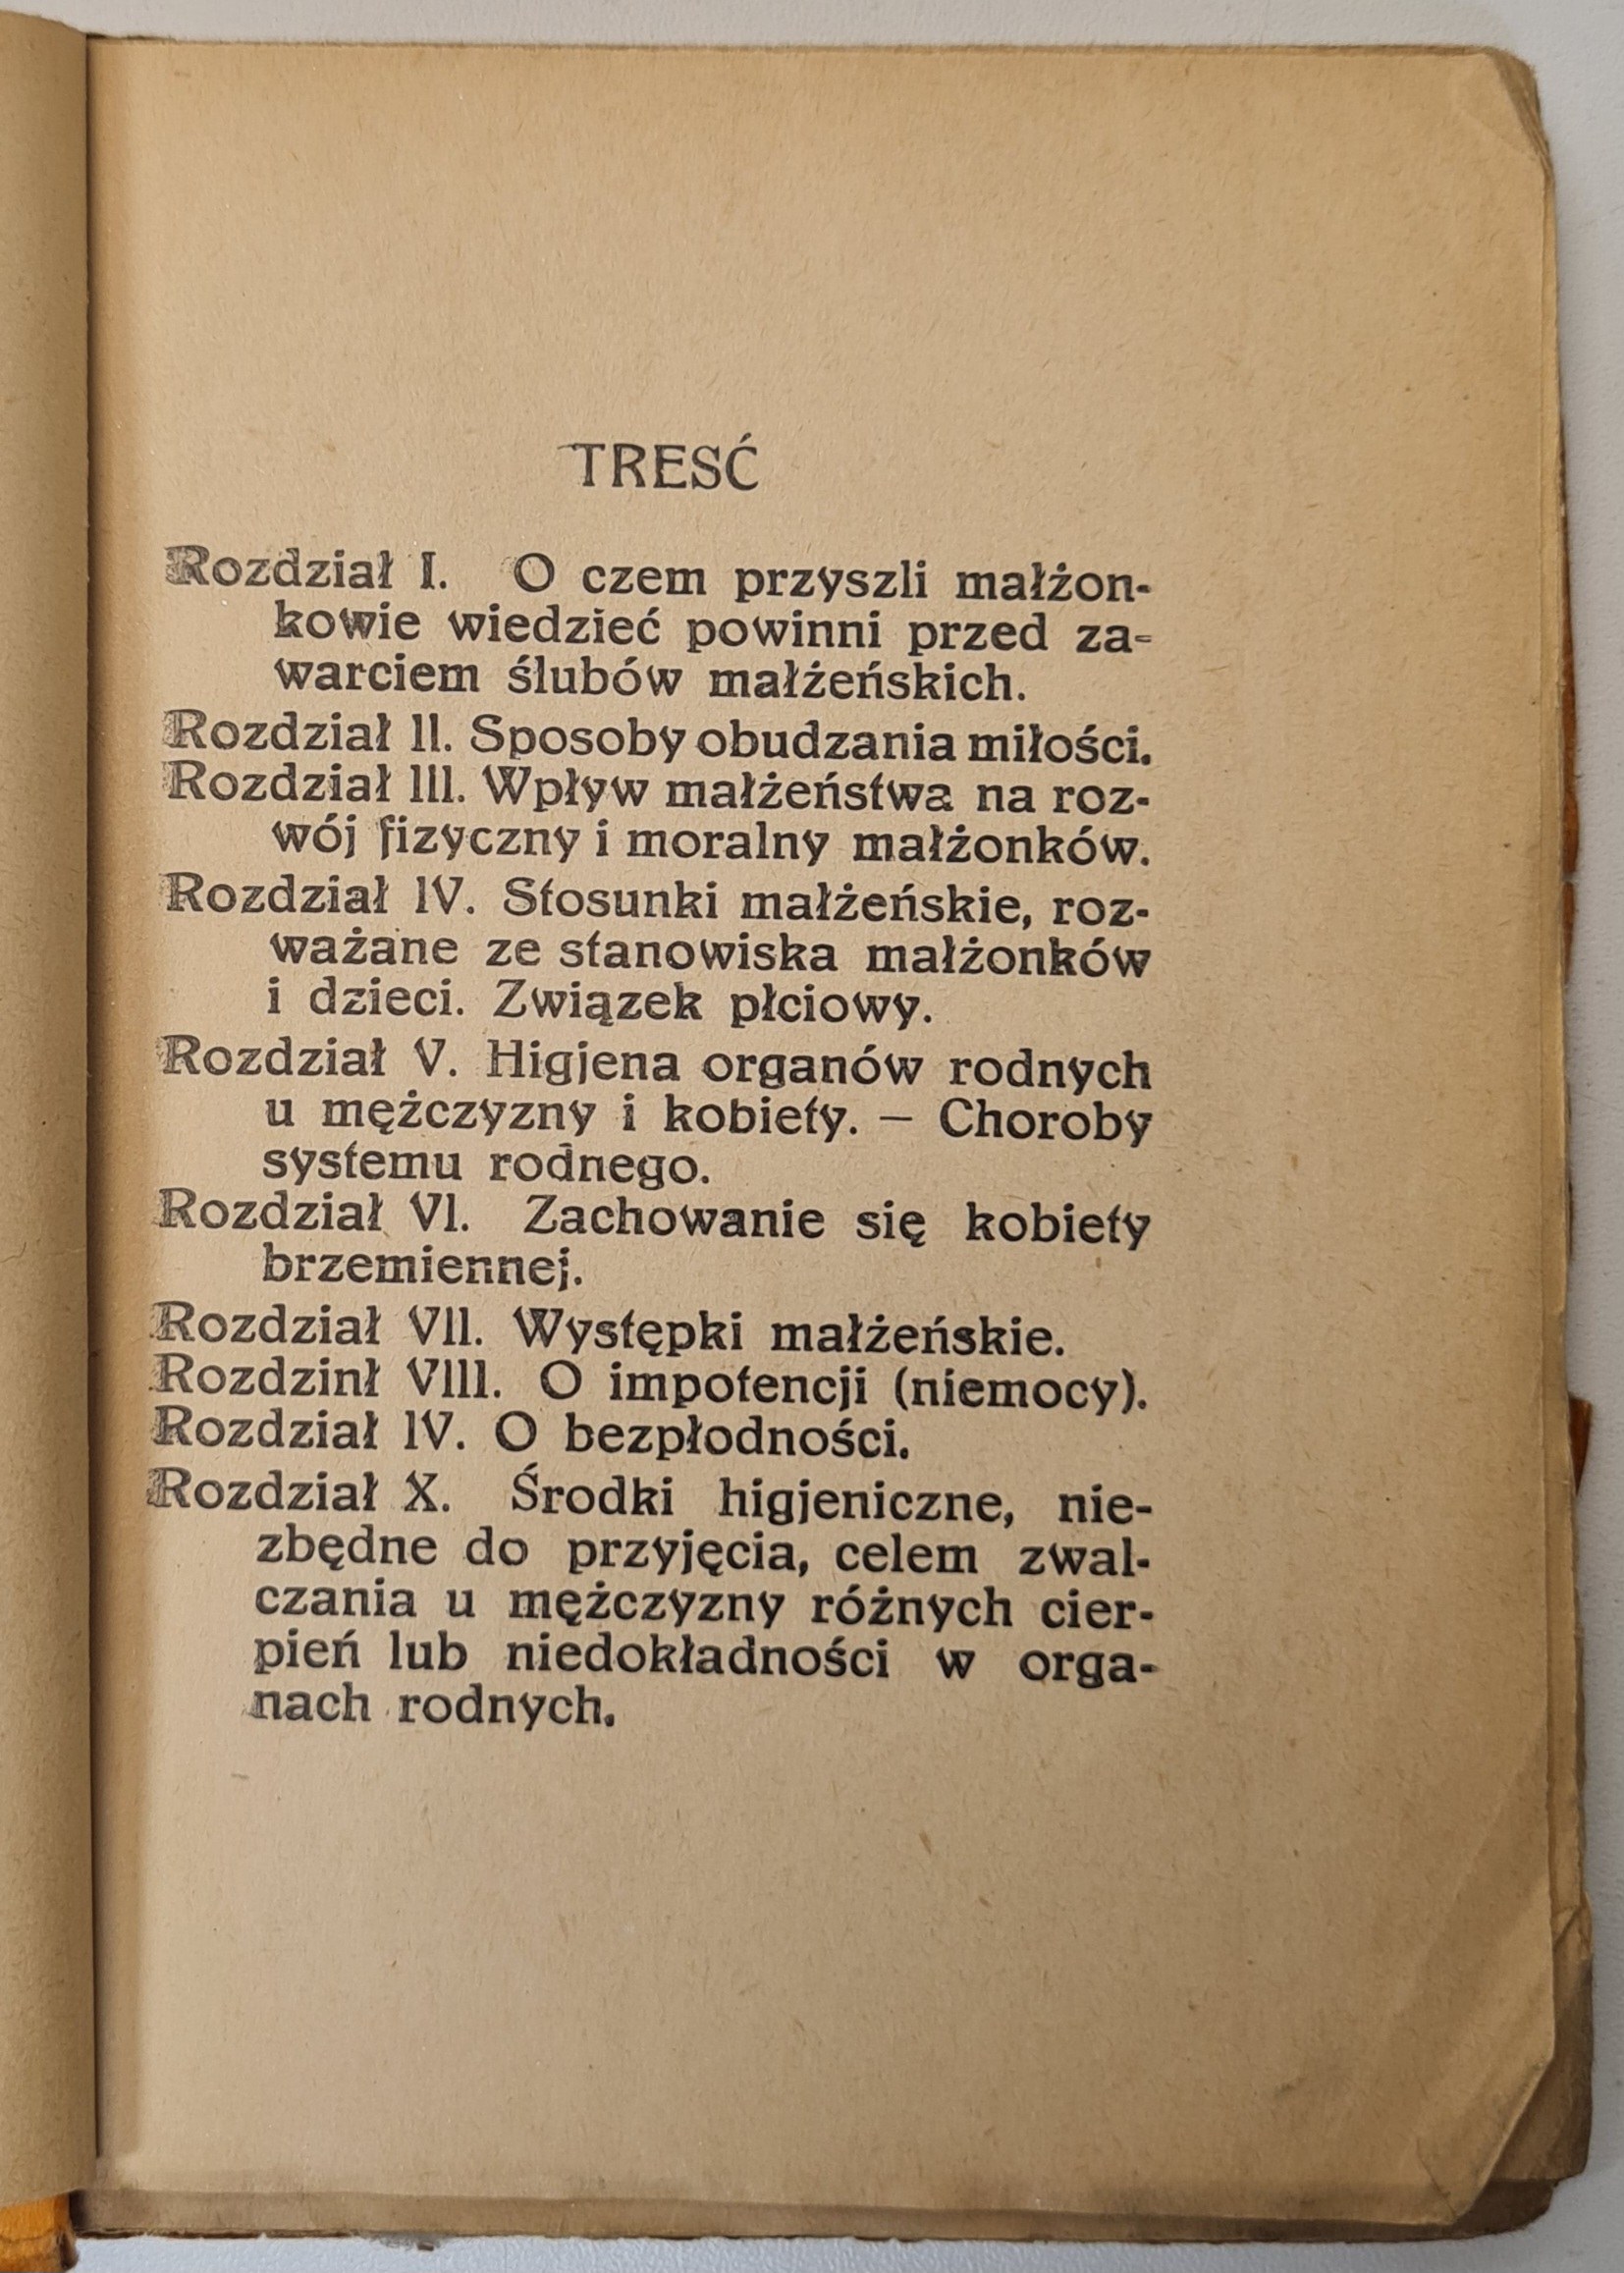 TRESĆ
Rozdział I. O czem przyszli małżon-
kowie wiedzieć powinni przed za-
warciem ślubów małżeńskich.
Rozdział II. Sposoby obudzania miłości.
Rozdział III. Wpływ małżeństwa na roz-
wój fizyczny i moralny małżonków.
Rozdział IV. Stosunki małżeńskie, roz-
ważane ze stanowiska małżonków
i dzieci. Związek płciowy.
Rozdział V. Higjena organów rodnych
u mężczyzny i kobiety. — Choroby
systemu rodnego.
Rozdział VI. Zachowanie się kobiety
brzemiennej.
Rozdział VII. Występki małżeńskie.
Rozdzinł VIII. O impotencji (niemocy).
Rozdział IV. O bezpłodności.
Rozdział X. Środki higjeniczne, nie-
zbędne do przyjęcia, celem zwal-
czania u mężczyzny różnych cier-
pień lub niedokładności w orga-
nach rodnych.